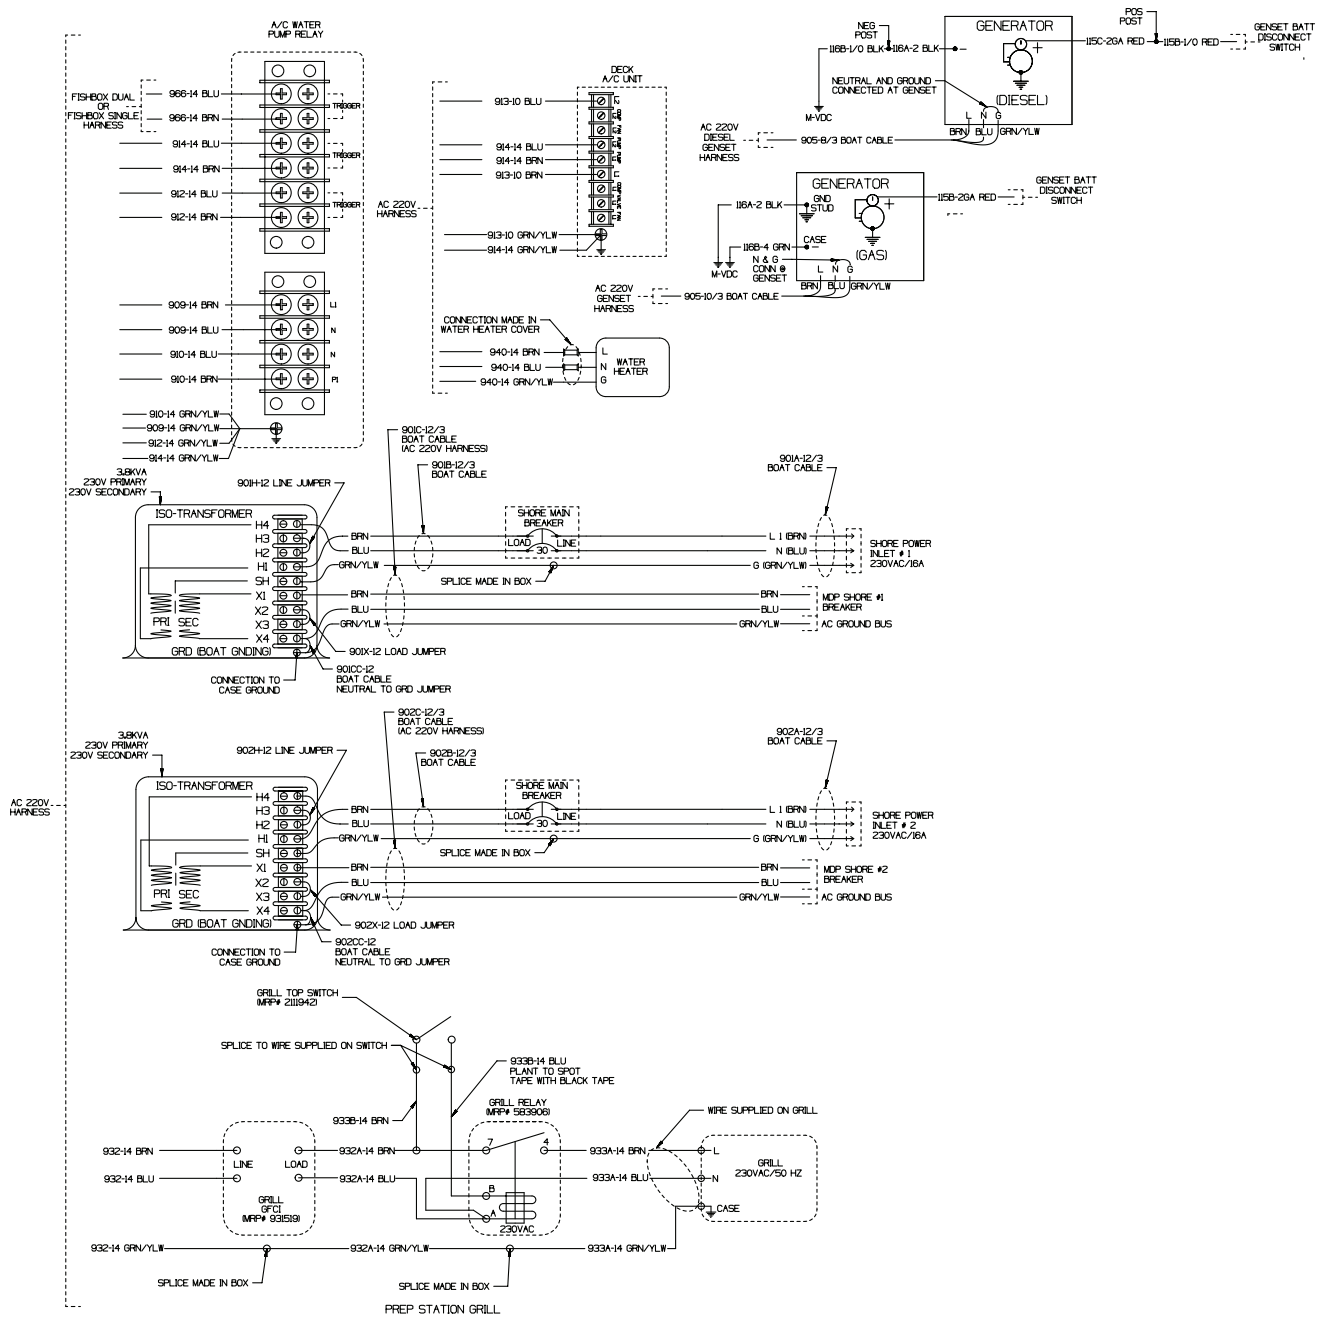 A/C WATER
PUMP RELAY
FISHBOX DUAL
OR
FISHBOX SINGLE
HARNESS
966-14 BLU
966-14 BRN
TRIGGER
914-14 BLU
914-14 BRN
TRIGGER
912-14 BLU
912-14 BRN
TRIGGER
909-14 BRN
L1
909-14 BLU
N
910-14 BLU
N
910-14 BRN
P1
910-14 GRN/YLW
909-14 GRN/YLW
912-14 GRN/YLW
914-14 GRN/YLW
AC 220V
HARNESS
DECK
A/C UNIT
913-10 BLU
914-14 BLU
914-14 BRN
913-10 BRN
913-10 GRN/YLW
914-14 GRN/YLW
CONNECTION MADE IN
WATER HEATER COVER
940-14 BRN
940-14 BLU
940-14 GRN/YLW
L
N
G
WATER
HEATER
NEG
POST
116B-1/0 BLK
116A-2 BLK
-
GENERATOR
+
(DIESEL)
NEUTRAL AND GROUND
CONNECTED AT GENSET
M-VDC
L N G
BRN BLU GRN/YLW
AC 220V
DIESEL
GENSET
HARNESS
905-8/3 BOAT CABLE
POS
POST
115C-2GA RED
115B-1/0 RED
GENSET BATT
DISCONNECT
SWITCH
GENERATOR
116A-2 BLK
GND
STUD
+
(GAS)
116B-4 GRN
CASE
-
M-VDC
N & G
CONN @
GENSET
L N G
BRN BLU GRN/YLW
AC 220V
GENSET
HARNESS
905-10/3 BOAT CABLE
115B-2GA RED
GENSET BATT
DISCONNECT
SWITCH
3.8KVA
230V PRIMARY
230V SECONDARY
901H-12 LINE JUMPER
901C-12/3
BOAT CABLE
(AC 220V HARNESS)
901B-12/3
BOAT CABLE
901A-12/3
BOAT CABLE
ISO-TRANSFORMER
H4
H3
H2
H1
SH
X1
X2
X3
X4
PRI SEC
GRD (BOAT GNDING)
BRN
BLU
GRN/YLW
SHORE MAIN
BREAKER
LOAD
LINE
30
SPLICE MADE IN BOX
L 1 (BRN)
N (BLU)
G (GRN/YLW)
SHORE POWER
INLET # 1
230VAC/16A
BRN
BLU
GRN/YLW
BRN
BLU
GRN/YLW
MDP SHORE #1
BREAKER
AC GROUND BUS
901X-12 LOAD JUMPER
901CC-12
BOAT CABLE
NEUTRAL TO GRD JUMPER
CONNECTION TO
CASE GROUND
3.8KVA
230V PRIMARY
230V SECONDARY
902H-12 LINE JUMPER
902C-12/3
BOAT CABLE
(AC 220V HARNESS)
902B-12/3
BOAT CABLE
902A-12/3
BOAT CABLE
AC 220V
HARNESS
ISO-TRANSFORMER
H4
H3
H2
H1
SH
X1
X2
X3
X4
PRI SEC
GRD (BOAT GNDING)
BRN
BLU
GRN/YLW
SHORE MAIN
BREAKER
LOAD
LINE
30
SPLICE MADE IN BOX
L 1 (BRN)
N (BLU)
G (GRN/YLW)
SHORE POWER
INLET # 2
230VAC/16A
BRN
BLU
GRN/YLW
BRN
BLU
GRN/YLW
MDP SHORE #2
BREAKER
AC GROUND BUS
902X-12 LOAD JUMPER
902CC-12
BOAT CABLE
NEUTRAL TO GRD JUMPER
CONNECTION TO
CASE GROUND
GRILL TOP SWITCH
(MRP# 2111942)
SPLICE TO WIRE SUPPLIED ON SWITCH
933B-14 BLU
PLANT TO SPOT
TAPE WITH BLACK TAPE
933B-14 BRN
GRILL RELAY
(MRP# 583906)
WIRE SUPPLIED ON GRILL
932-14 BRN
932-14 BLU
LINE
LOAD
GRILL
GFCI
(MRP# 931519)
932A-14 BRN
932A-14 BLU
7
4
B
A
230VAC
933A-14 BRN
933A-14 BLU
L
N
CASE
GRILL
230VAC/50 HZ
932-14 GRN/YLW
932A-14 GRN/YLW
933A-14 GRN/YLW
SPLICE MADE IN BOX
SPLICE MADE IN BOX
PREP STATION GRILL